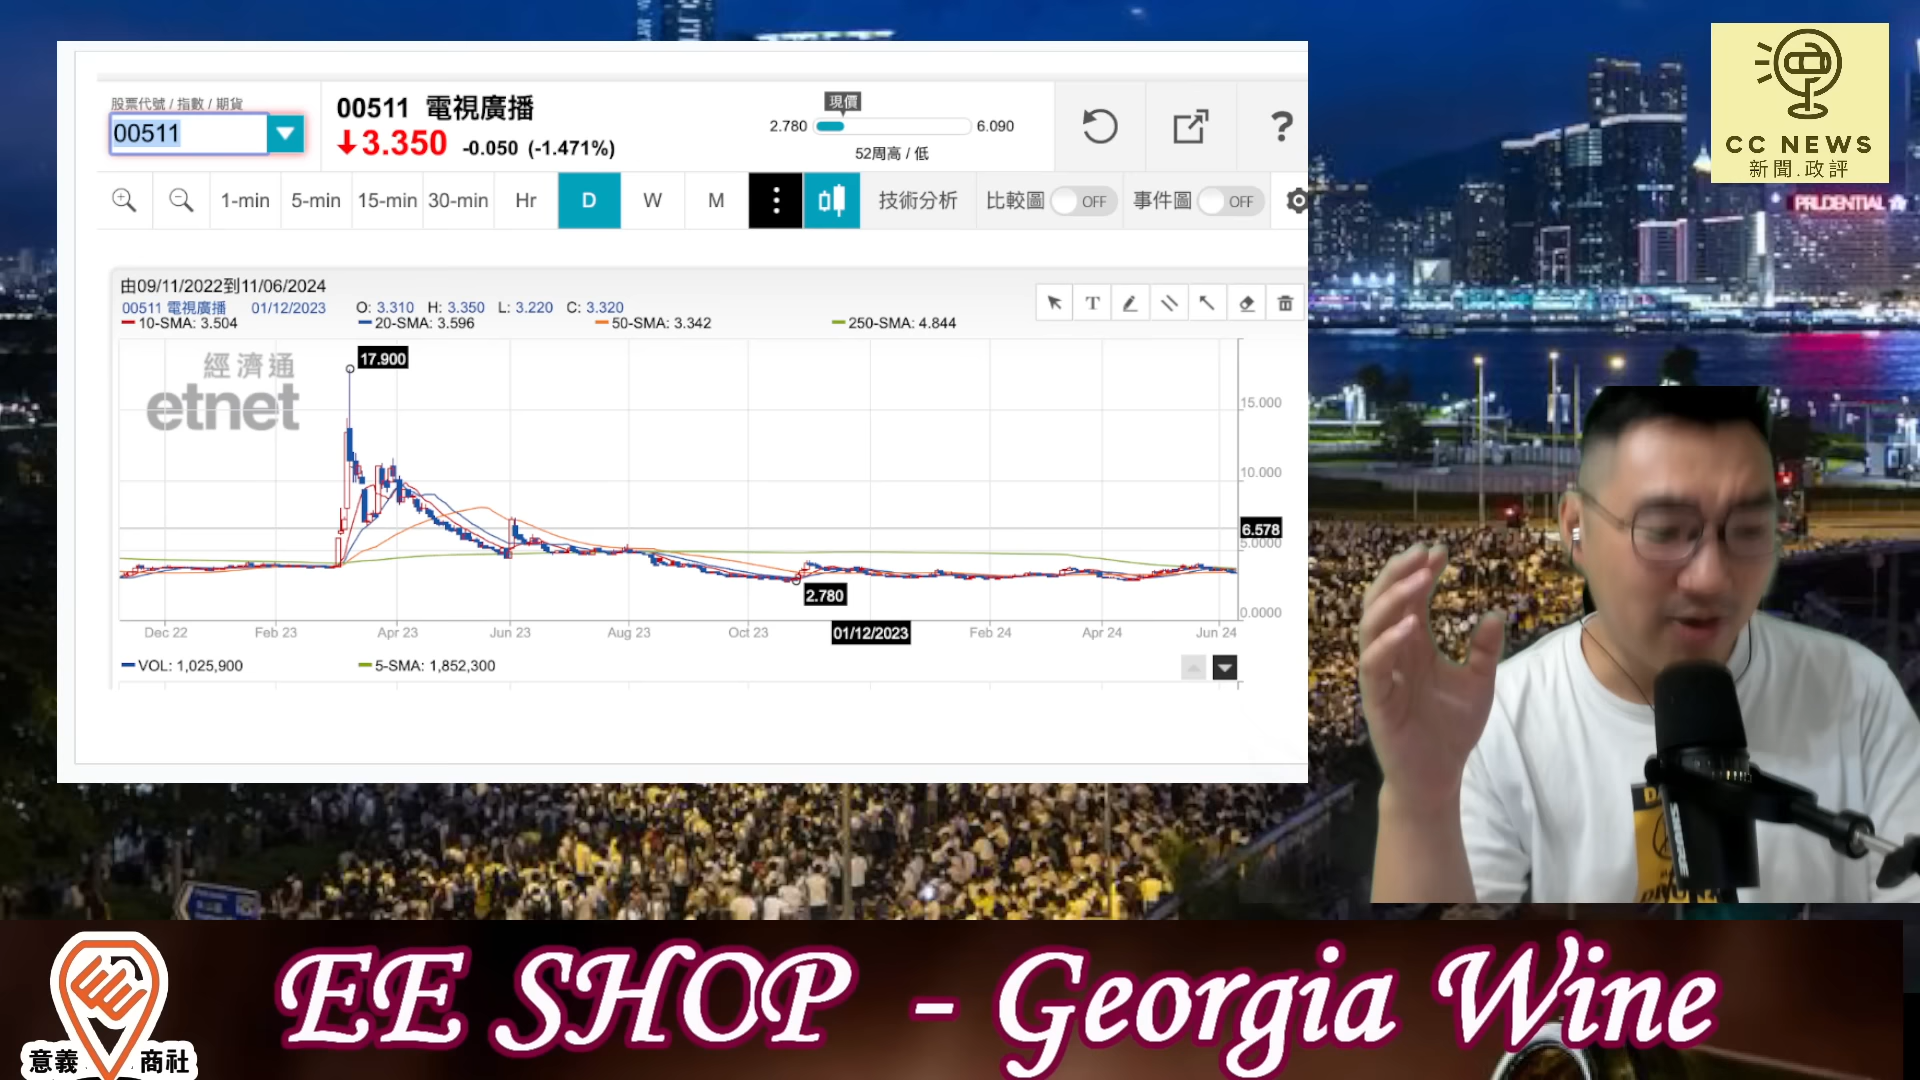 股票代號 / 指數 / 期貨
00511
00511 電視廣播
3.350 -0.050 (-1.471%)
現價
2.780 6.090
52周高 / 低
?
1-min 5-min 15-min 30-min Hr D W M 技術分析 比較圖 OFF 事件圖 OFF
由09/11/2022到11/06/2024
00511 電視廣播 01/12/2023 O: 3.310 H: 3.350 L: 3.220 C: 3.320
10-SMA: 3.504 20-SMA: 3.596 50-SMA: 3.342 250-SMA: 4.844
T
經濟通
etnet
17.900
15.000
10.000
6.578
5.0000
2.780
0.0000
Dec 22 Feb 23 Apr 23 Jun 23 Aug 23 Oct 23 01/12/2023 Feb 24 Apr 24 Jun 24
VOL: 1,025,900 5-SMA: 1,852,300
CC NEWS
新聞.政評
PRUDENTIAL
SHURE
EE SHOP - Georgia Wine
意義 商社